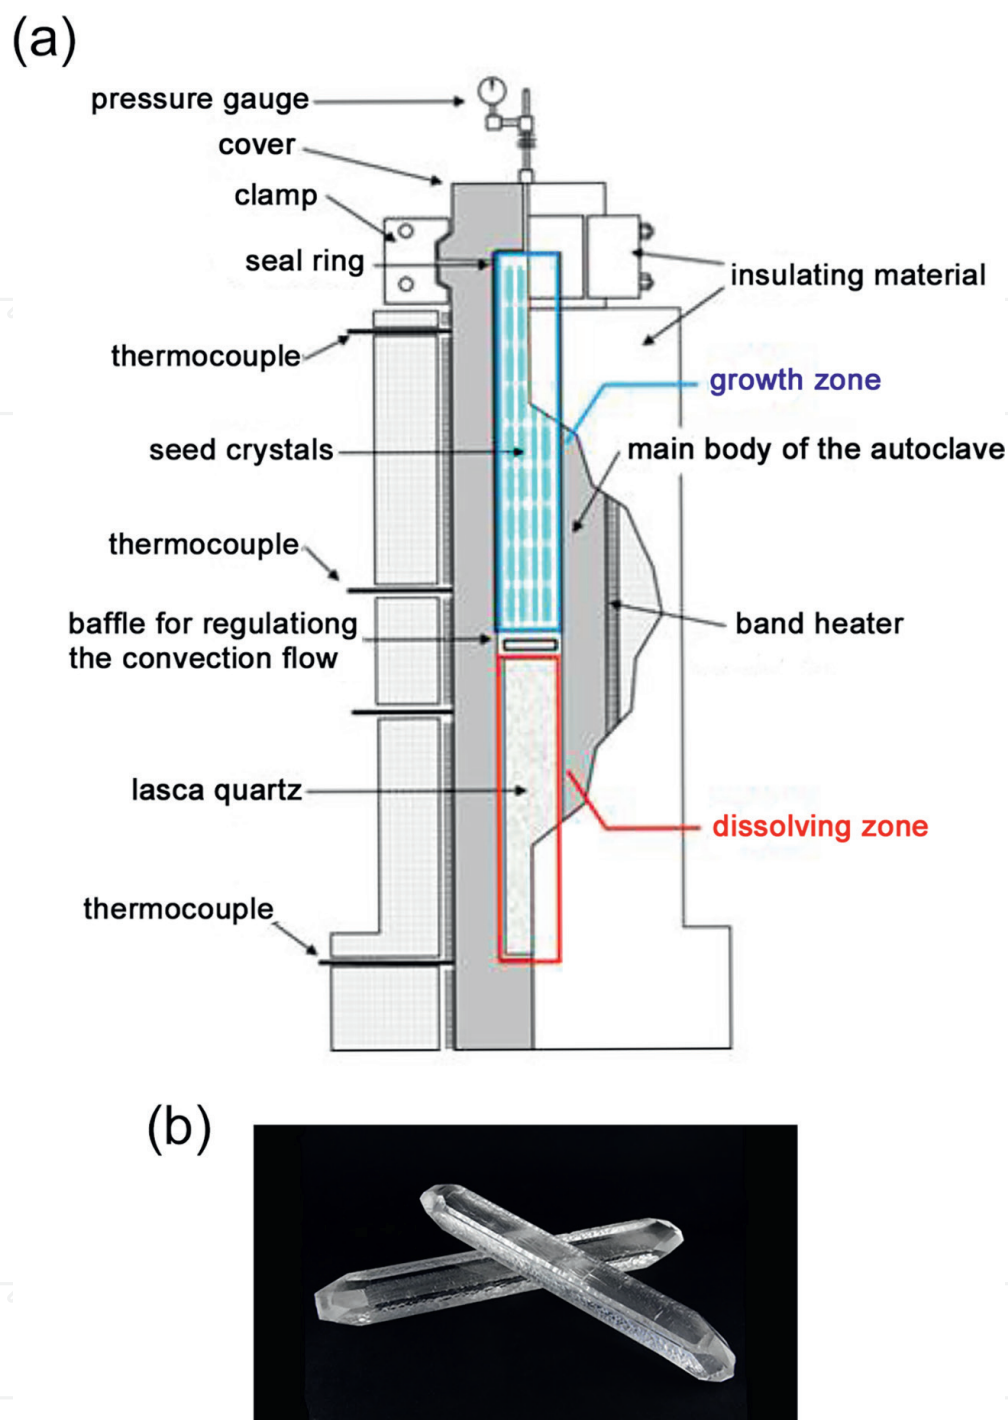 (a)
pressure gauge
cover
clamp
seal ring
insulating material
thermocouple
growth zone
seed crystals
main body of the autoclave
thermocouple
baffle for regulationg
the convection flow
band heater
lasca quartz
dissolving zone
thermocouple
(b)